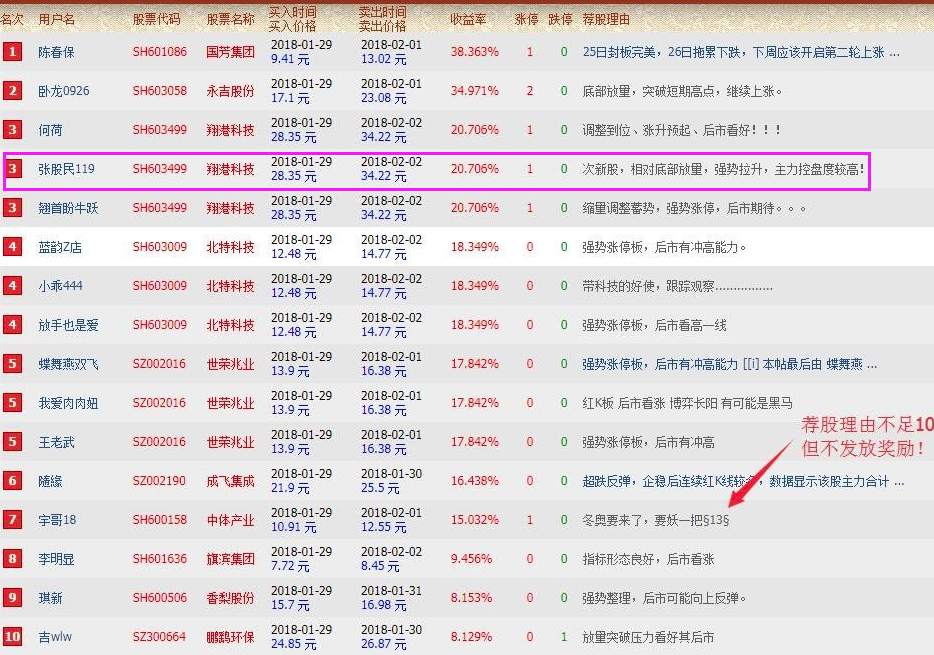 名次 用户名 股票代码 股票名称 买入时间 卖出时间 收益率 涨停 跌停 荐股理由
买入价格 卖出价格
1 陈春保 SH601086 国芳集团 2018-01-29 2018-02-01 38.363% 1 0 25日封板完美，26日拖累下跌，下周应该开启第二轮上涨 ...
9.41 元 13.02 元
2 卧龙0926 SH603058 永吉股份 2018-01-29 2018-02-01 34.971% 2 0 底部放量，突破短期高点，继续上涨。
17.1 元 23.08 元
3 何荷 SH603499 翔港科技 2018-01-29 2018-02-02 20.706% 1 0 调整到位、涨升预起、后市看好！！！
28.35 元 34.22 元
3 张股民119 SH603499 翔港科技 2018-01-29 2018-02-02 20.706% 1 0 次新股，相对底部放量，强势拉升，主力控盘度较高！
28.35 元 34.22 元
3 翘首盼牛跃 SH603499 翔港科技 2018-01-29 2018-02-02 20.706% 1 0 缩量调整蓄势，强势涨停，后市期待。。。
28.35 元 34.22 元
4 蓝韵Z店 SH603009 北特科技 2018-01-29 2018-02-02 18.349% 0 0 强势涨停板，后市有冲高能力。
12.48 元 14.77 元
4 小乖444 SH603009 北特科技 2018-01-29 2018-02-02 18.349% 0 0 带科技的好使，跟踪观察................
12.48 元 14.77 元
4 放手也是爱 SH603009 北特科技 2018-01-29 2018-02-02 18.349% 0 0 强势涨停板，后市看高一线
12.48 元 14.77 元
5 蝶舞燕双飞 SZ002016 世荣兆业 2018-01-29 2018-02-01 17.842% 0 0 强势涨停板，后市有冲高能力 [[i] 本帖最后由 蝶舞燕 ...
13.9 元 16.38 元
5 我爱肉肉妞 SZ002016 世荣兆业 2018-01-29 2018-02-01 17.842% 0 0 红K板 后市看涨 博弈长阳 有可能是黑马
13.9 元 16.38 元
荐股理由不足10
但不发放奖励！
5 王老武 SZ002016 世荣兆业 2018-01-29 2018-02-01 17.842% 0 0 强势涨停板，后市有冲高
13.9 元 16.38 元
6 随缘 SZ002190 成飞集成 2018-01-29 2018-01-30 16.438% 0 0 超跌反弹，企稳后连续红K线较多，数据显示该股主力合计 ...
21.9 元 25.5 元
7 宇哥18 SH600158 中体产业 2018-01-29 2018-02-01 15.032% 1 0 冬奥要来了，要妖一把§13§
10.91 元 12.55 元
8 李明显 SH601636 旗滨集团 2018-01-29 2018-02-02 9.456% 0 0 指标形态良好，后市看涨
7.72 元 8.45 元
9 琪新 SH600506 香梨股份 2018-01-29 2018-01-31 8.153% 0 0 强势整理，后市可能向上反弹。
15.7 元 16.98 元
10 吉wlw SZ300664 鹏鹞环保 2018-01-29 2018-01-30 8.129% 0 1 放量突破压力看好其后市
24.85 元 26.87 元